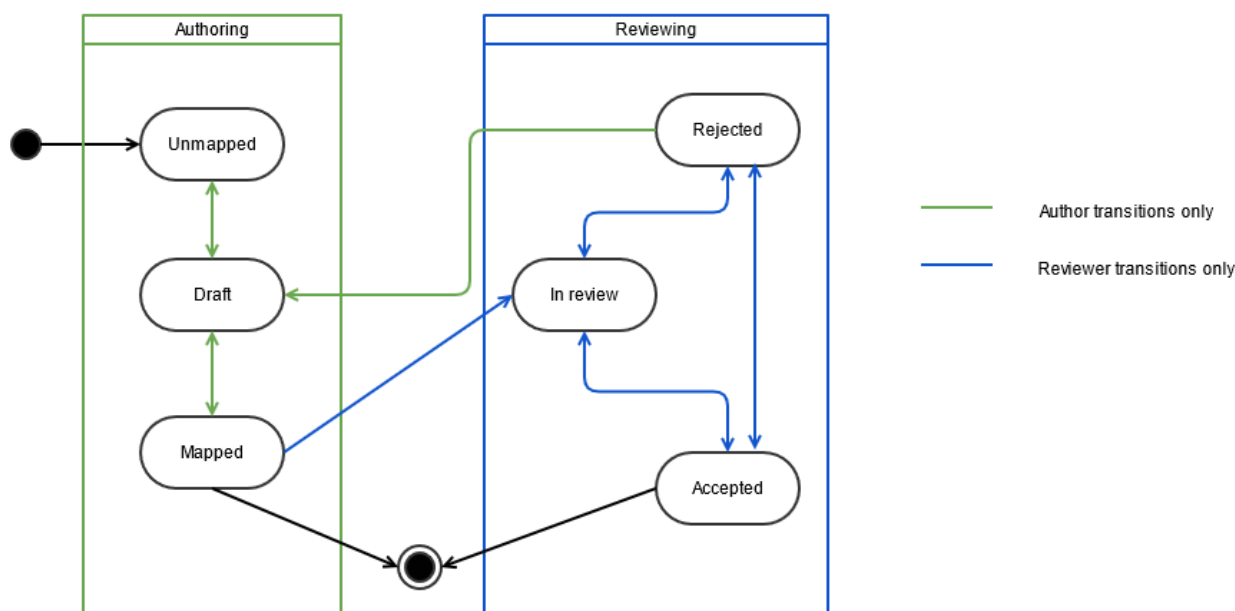 Authoring
Reviewing
Unmapped
Rejected
Author transitions only
Draft
In review
Reviewer transitions only
Mapped
Accepted